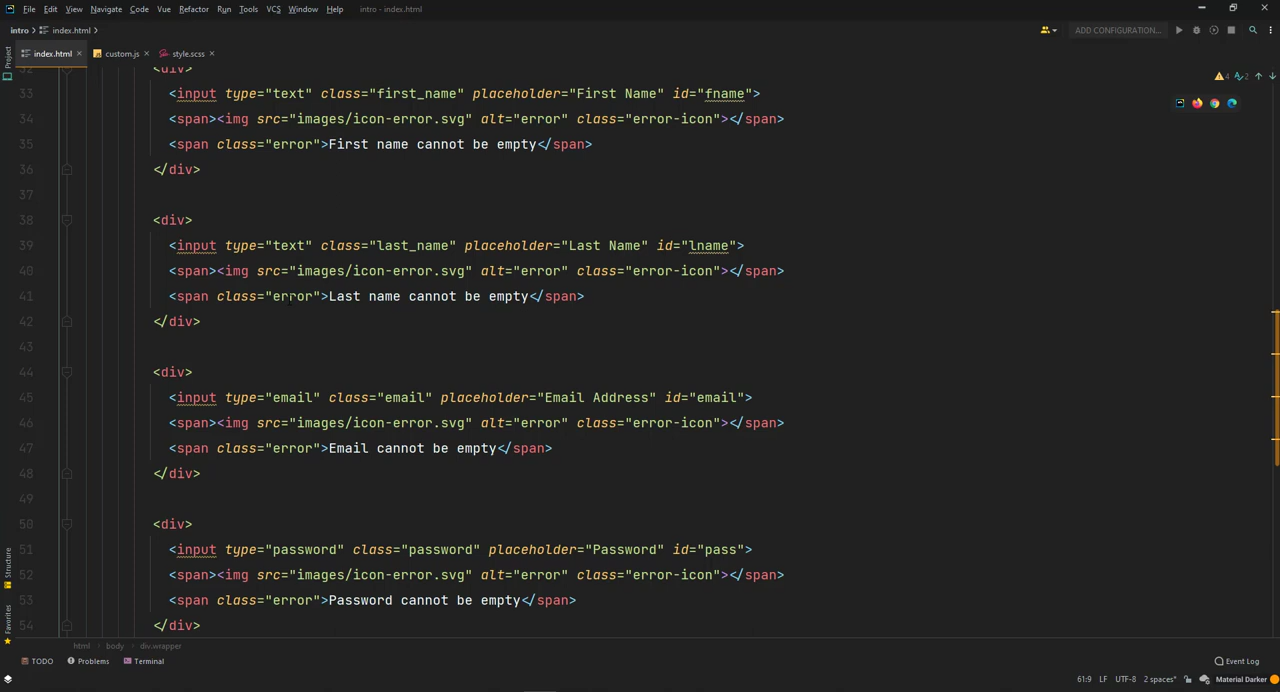 File Edit View Navigate Code Vue Refactor Run Tools VCS Window Help intro - index.html
intro index.html ADD CONFIGURATION...
Project
index.html custom.js style.scss
4 2
32 <div>
33 <input type="text" class="first_name" placeholder="First Name" id="fname">
34 <span><img src="images/icon-error.svg" alt="error" class="error-icon"></span>
35 <span class="error">First name cannot be empty</span>
36 </div>
37
38 <div>
39 <input type="text" class="last_name" placeholder="Last Name" id="lname">
40 <span><img src="images/icon-error.svg" alt="error" class="error-icon"></span>
41 <span class="error">Last name cannot be empty</span>
42 </div>
43
44 <div>
45 <input type="email" class="email" placeholder="Email Address" id="email">
46 <span><img src="images/icon-error.svg" alt="error" class="error-icon"></span>
47 <span class="error">Email cannot be empty</span>
48 </div>
49
50 <div>
51 <input type="password" class="password" placeholder="Password" id="pass">
52 <span><img src="images/icon-error.svg" alt="error" class="error-icon"></span>
53 <span class="error">Password cannot be empty</span>
54 </div>
Structure
Favorites
html body div.wrapper
TODO Problems Terminal Event Log
61:9 LF UTF-8 2 spaces* Material Darker